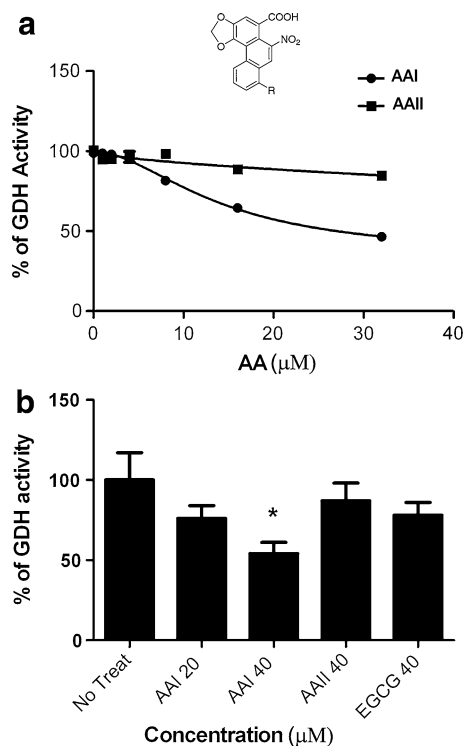 a
O
O
COOH
NO2
R
% of GDH Activity
150
100
50
0
AAI
AAII
0 10 20 30 40
AA (μM)
b
% of GDH activity
150
100
50
0
*
No Treat
AAI 20
AAI 40
AAII 40
EGCG 40
Concentration (μM)